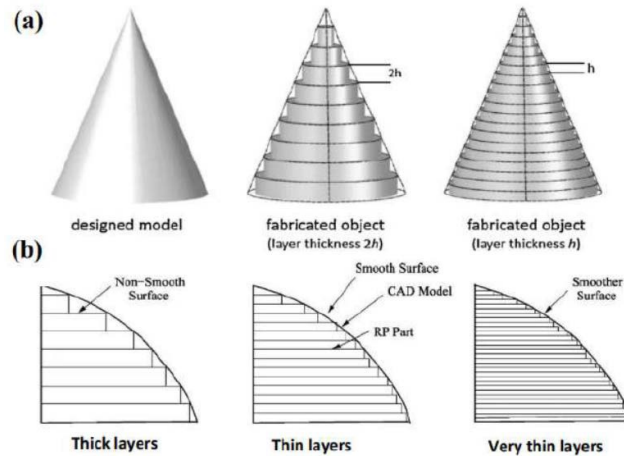 (a)
2h
h
designed model
fabricated object
(layer thickness 2h)
fabricated object
(layer thickness h)
(b)
Non-Smooth
Surface
Smooth Surface
CAD Model
RP Part
Smoother
Surface
Thick layers
Thin layers
Very thin layers